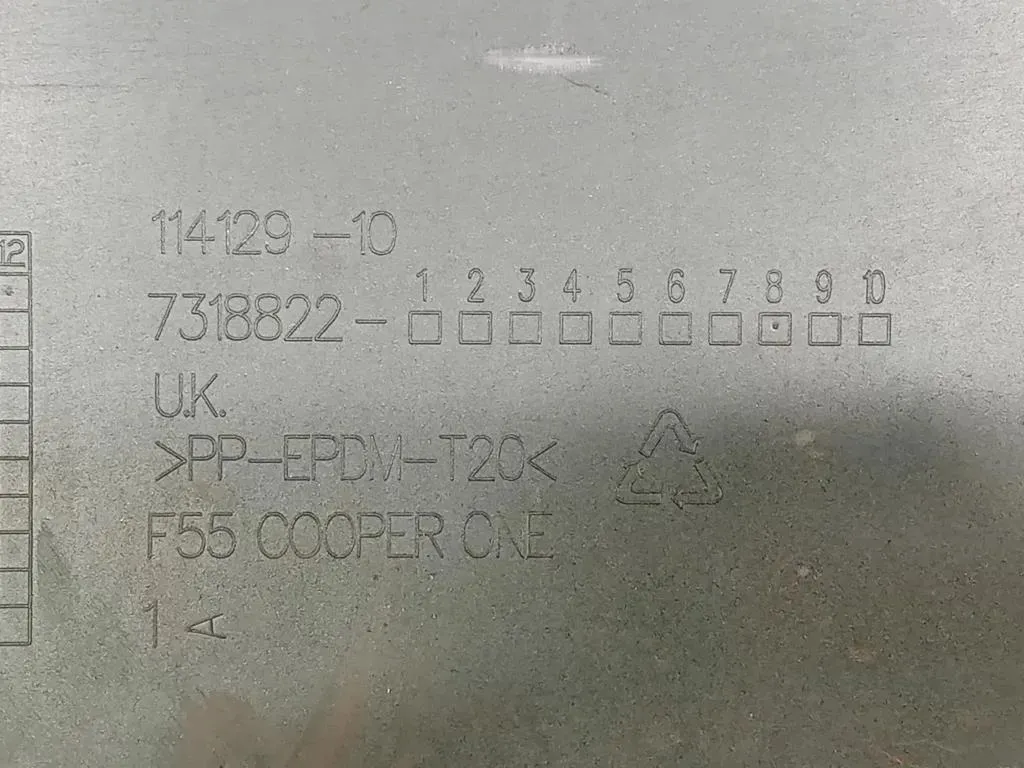 12
114129 -10
1 2 3 4 5 6 7 8 9 10
7318822-
U.K.
>PP-EPDM-T20<
F55 COOPER ONE
1 A